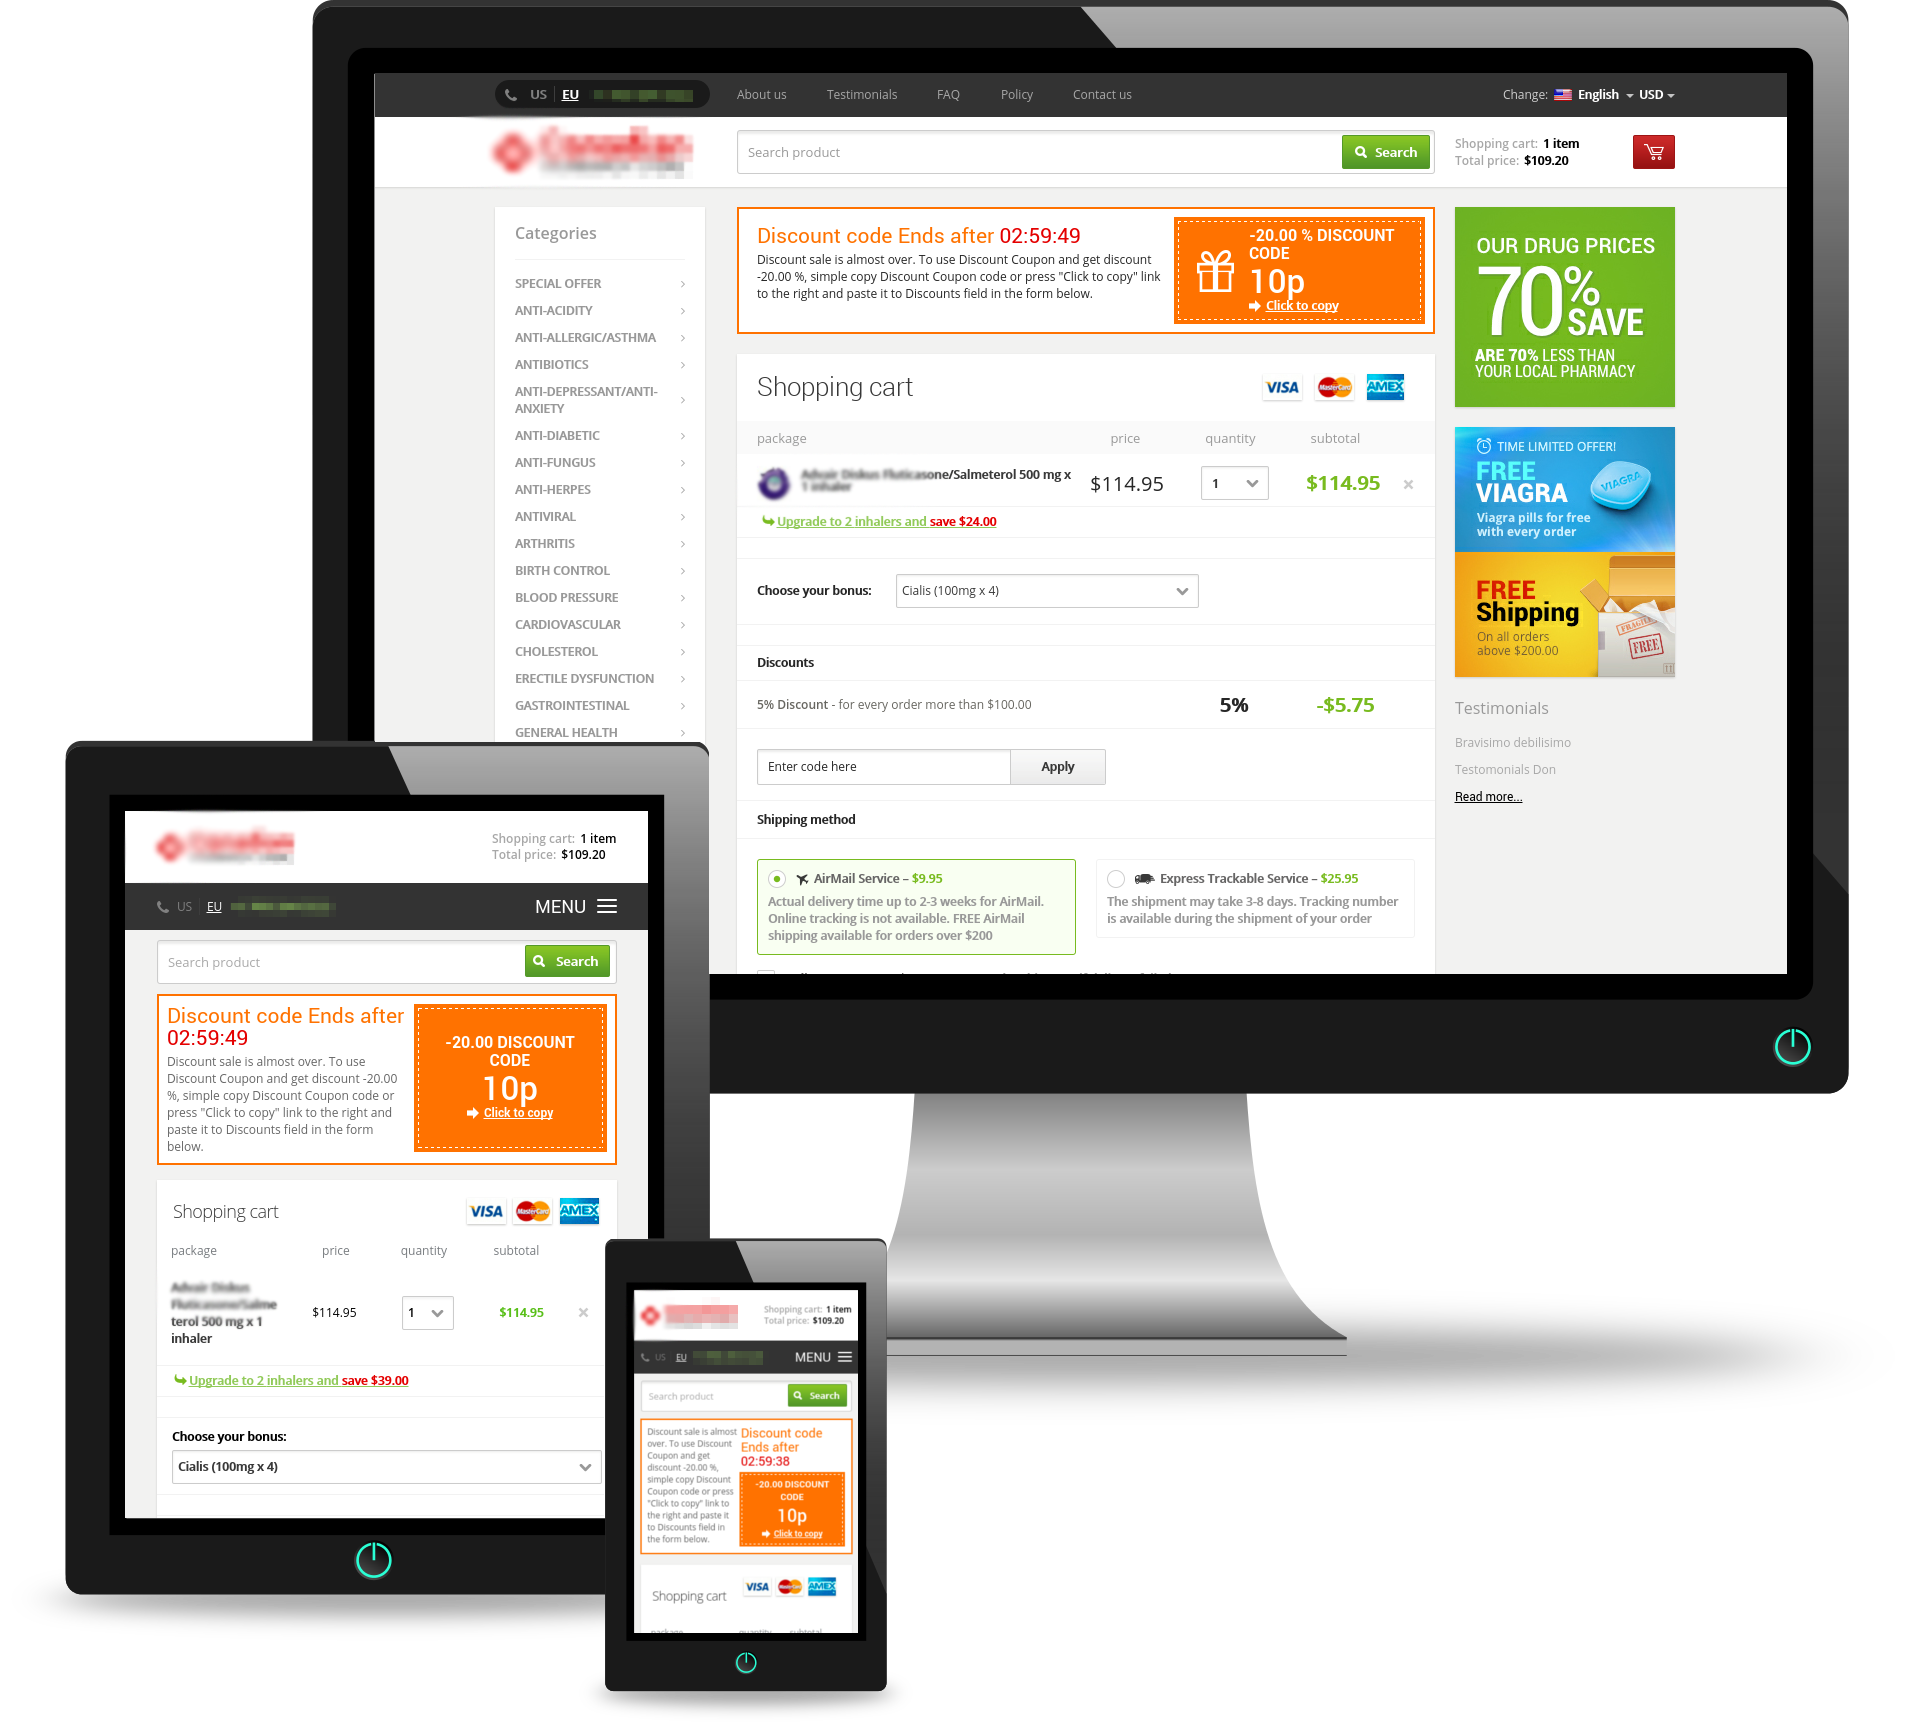 US EU
About us Testimonials FAQ Policy Contact us
Change: English USD
Canadian
Search product Search
Shopping cart: 1 item
Total price: $109.20
Categories
SPECIAL OFFER
ANTI-ACIDITY
ANTI-ALLERGIC/ASTHMA
ANTIBIOTICS
ANTI-DEPRESSANT/ANTI-
ANXIETY
ANTI-DIABETIC
ANTI-FUNGUS
ANTI-HERPES
ANTIVIRAL
ARTHRITIS
BIRTH CONTROL
BLOOD PRESSURE
CARDIOVASCULAR
CHOLESTEROL
ERECTILE DYSFUNCTION
GASTROINTESTINAL
GENERAL HEALTH
Discount code Ends after 02:59:49
Discount sale is almost over. To use Discount Coupon and get discount
-20.00 %, simple copy Discount Coupon code or press "Click to copy" link
to the right and paste it to Discounts field in the form below.
-20.00 % DISCOUNT
CODE
10p
Click to copy
Shopping cart
VISA MasterCard AMEX
package price quantity subtotal
Advair Diskus Fluticasone/Salmeterol 500 mg x
1 inhaler
$114.95 1 $114.95 ×
Upgrade to 2 inhalers and save $24.00
Choose your bonus: Cialis (100mg x 4)
Discounts
5% Discount - for every order more than $100.00 5% -$5.75
Enter code here Apply
Shipping method
AirMail Service – $9.95
Actual delivery time up to 2-3 weeks for AirMail.
Online tracking is not available. FREE AirMail
shipping available for orders over $200
Express Trackable Service – $25.95
The shipment may take 3-8 days. Tracking number
is available during the shipment of your order
OUR DRUG PRICES
70%
SAVE
ARE 70% LESS THAN
YOUR LOCAL PHARMACY
TIME LIMITED OFFER!
FREE
VIAGRA
Viagra pills for free
with every order
VIAGRA
FREE
Shipping
On all orders
above $200.00
FRAGILE
FREE
Testimonials
Bravisimo debilisimo
Testomonials Don
Read more...
Canadian
Shopping cart: 1 item
Total price: $109.20
US EU
MENU
Search product Search
Discount code Ends after
02:59:49
Discount sale is almost over. To use
Discount Coupon and get discount -20.00
%, simple copy Discount Coupon code or
press "Click to copy" link to the right and
paste it to Discounts field in the form
below.
-20.00 DISCOUNT
CODE
10p
Click to copy
Shopping cart
VISA MasterCard AMEX
package price quantity subtotal
Advair Diskus
Fluticasone/Salme
terol 500 mg x 1
inhaler
$114.95 1 $114.95 ×
Upgrade to 2 inhalers and save $39.00
Choose your bonus:
Cialis (100mg x 4)
Shopping cart: 1 item
Total price: $109.20
US EU
MENU
Search product Search
Discount sale is almost
over. To use Discount
Coupon and get
discount -20.00 %,
simple copy Discount
Coupon code or press
"Click to copy" link to
the right and paste it
to Discounts field in
the form below.
Discount code
Ends after
02:59:38
-20.00 DISCOUNT
CODE
10p
Click to copy
Shopping cart
VISA MasterCard AMEX
package quantity subtotal